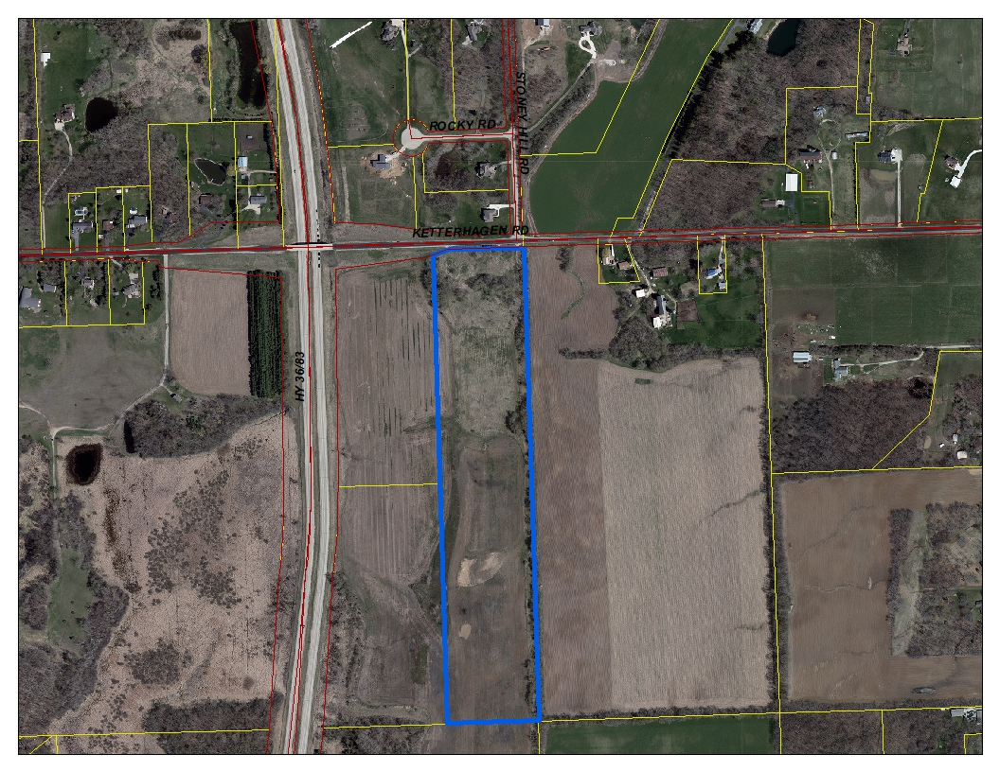 ROCKY RD
STONEY HILL RD
KETTERHAGEN RD
HY 36/83